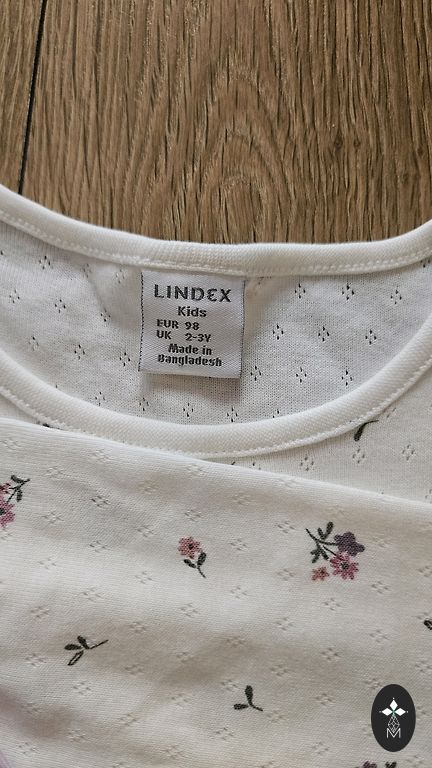 LINDEX
Kids
EUR 98
UK 2-3Y
Made in
Bangladesh